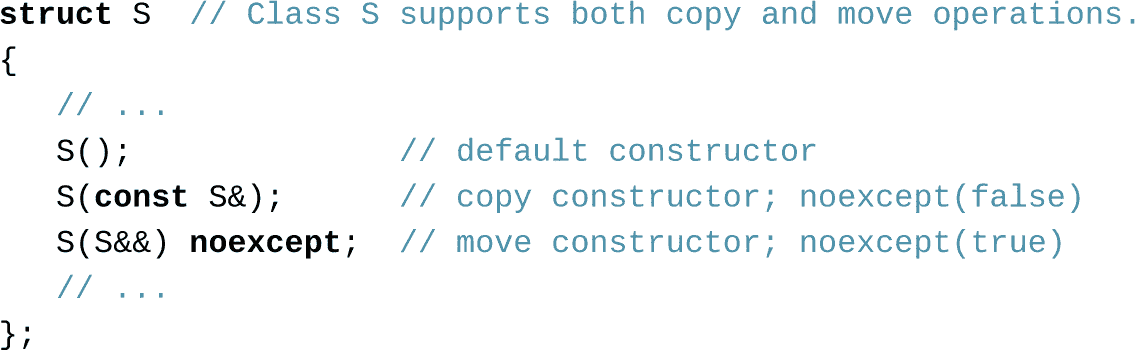 struct S  // Class S supports both copy and move operations.
{
   // ...
   S();              // default constructor
   S(const S&);      // copy constructor; noexcept(false)
   S(S&&) noexcept;  // move constructor; noexcept(true)
   // ...
};